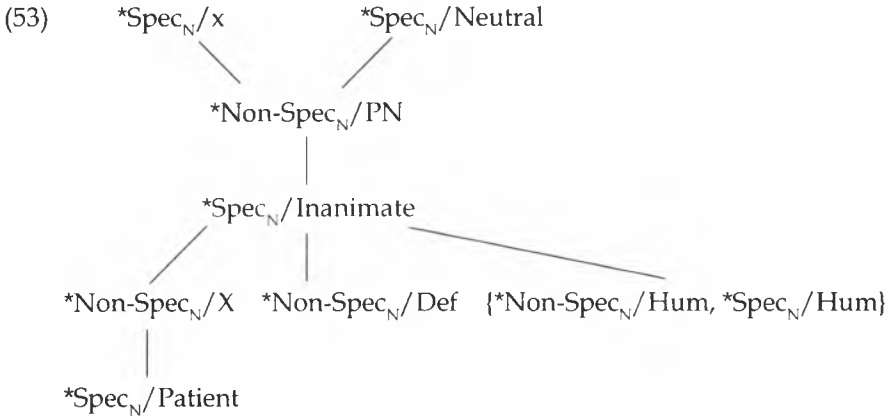 (53) *Spec_N/x *Spec_N/Neutral
*Non-Spec_N/PN
*Spec_N/Inanimate
*Non-Spec_N/X *Non-Spec_N/Def {*Non-Spec_N/Hum, *Spec_N/Hum}
*Spec_N/Patient